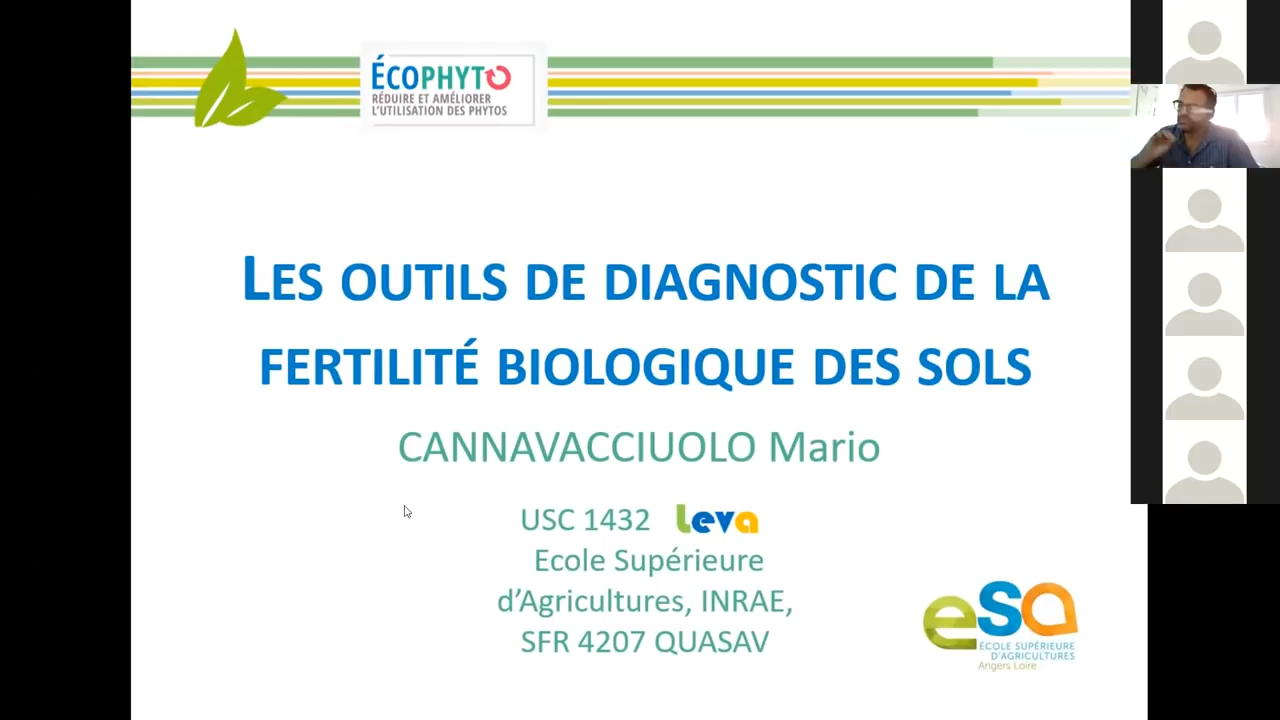 ÉCOPHYTO
RÉDUIRE ET AMÉLIORER
L'UTILISATION DES PHYTOS
LES OUTILS DE DIAGNOSTIC DE LA
FERTILITÉ BIOLOGIQUE DES SOLS
CANNAVACCIUOLO Mario
USC 1432 Leva
Ecole Supérieure
d'Agricultures, INRAE,
SFR 4207 QUASAV
esa
ÉCOLE SUPÉRIEURE
D'AGRICULTURES
Angers Loire